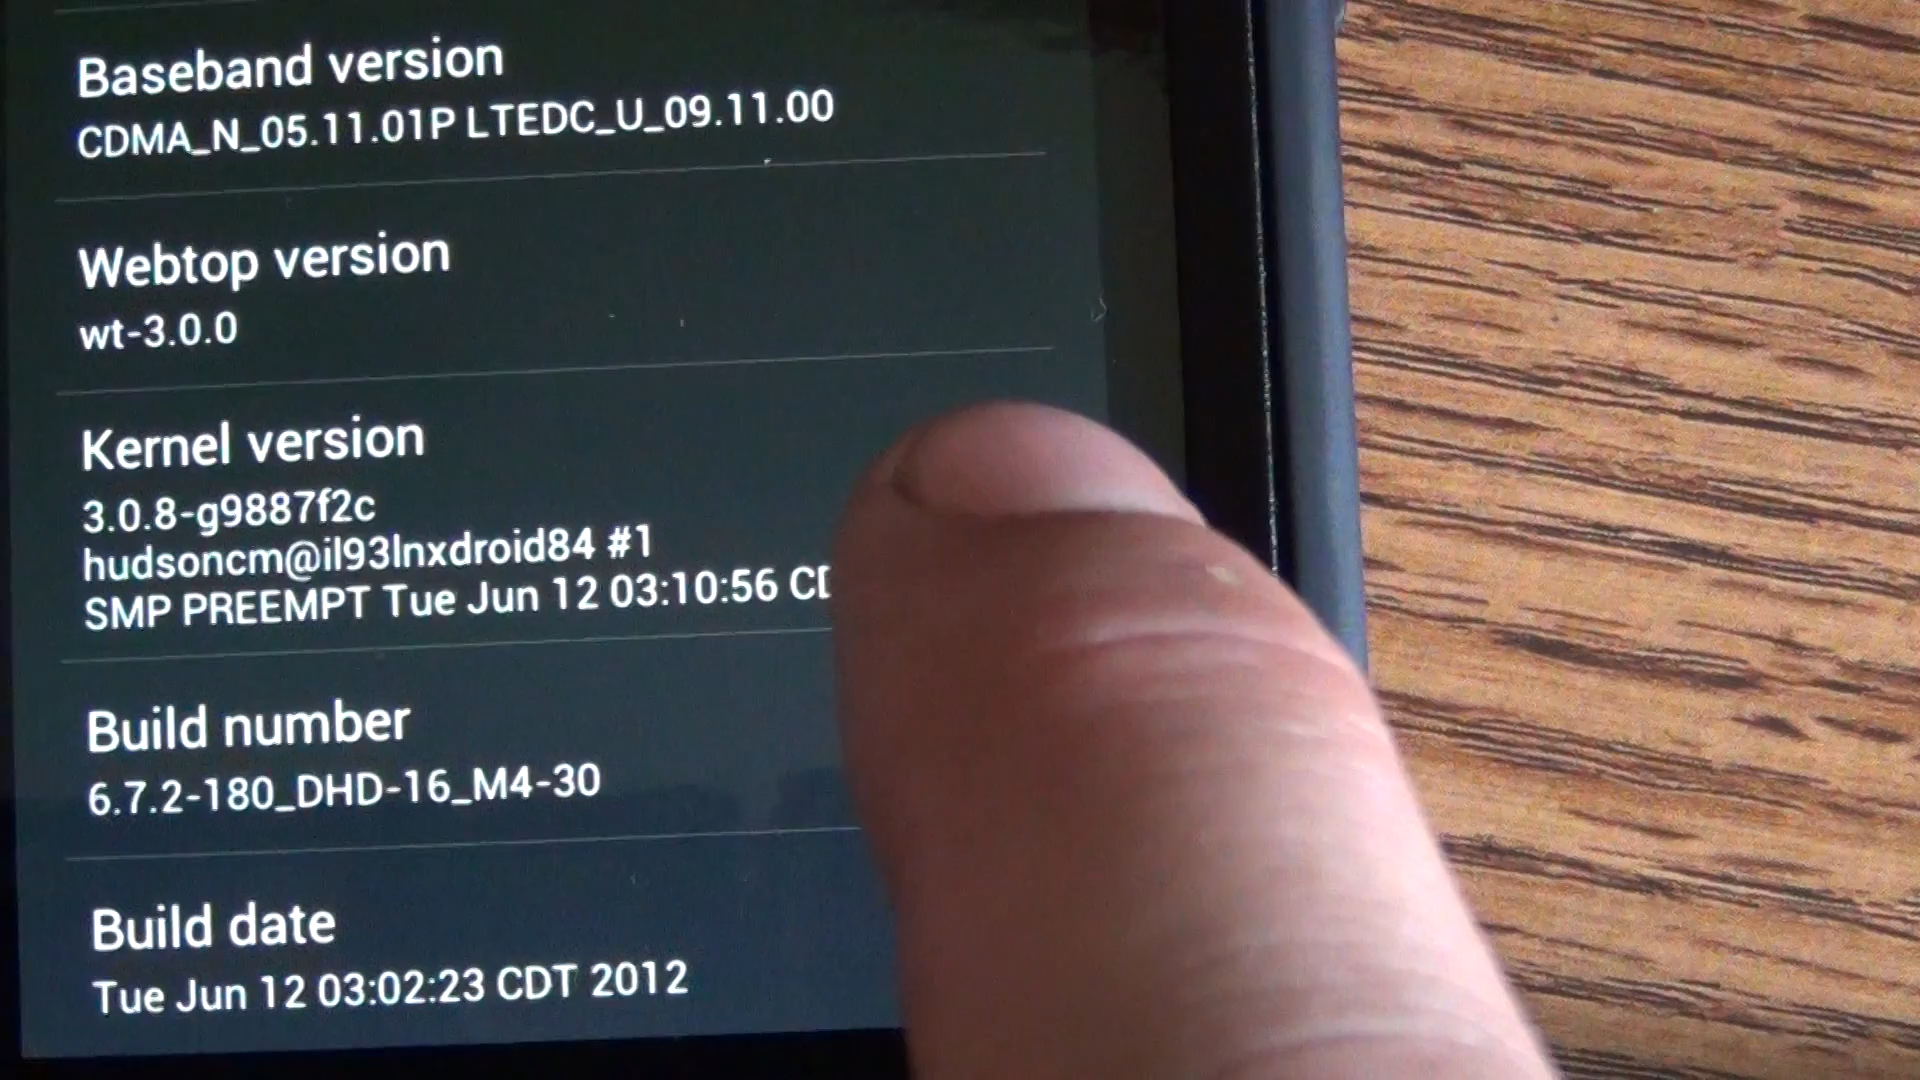 Baseband version
CDMA_N_05.11.01P LTEDC_U_09.11.00
Webtop version
wt-3.0.0
Kernel version
3.0.8-g9887f2c
hudsoncm@il93lnxdroid84 #1
SMP PREEMPT Tue Jun 12 03:10:56
Build number
6.7.2-180_DHD-16_M4-30
Build date
Tue Jun 12 03:02:23 CDT 2012